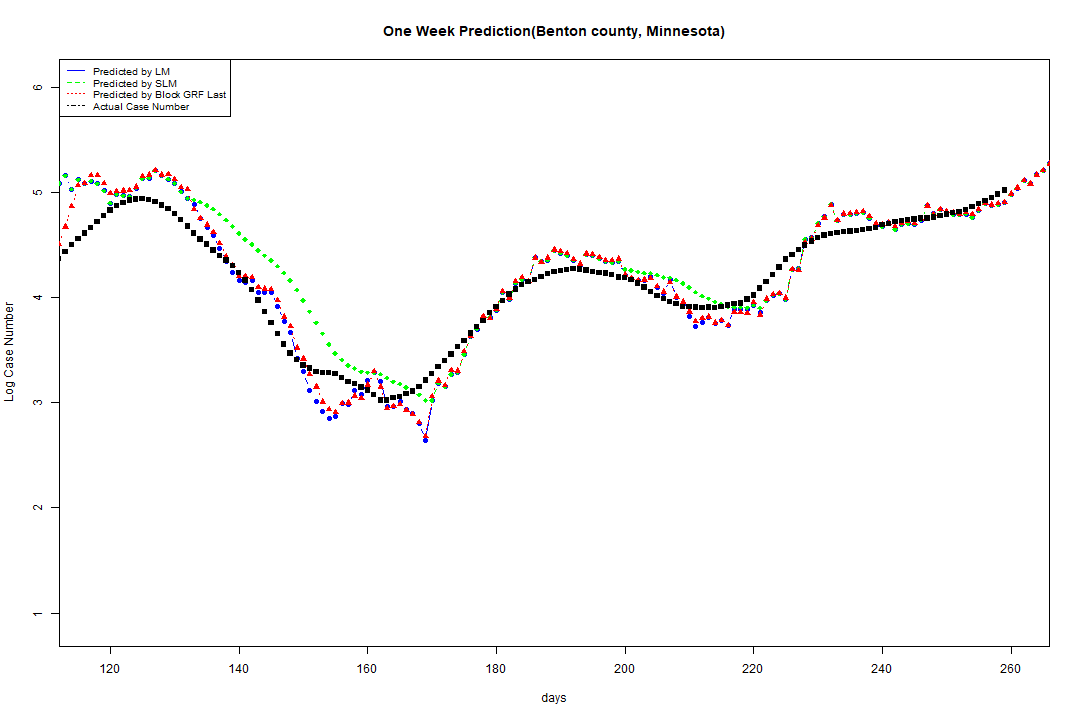 One Week Prediction(Benton county, Minnesota)
Predicted by LM
Predicted by SLM
Predicted by Block GRF Last
Actual Case Number
6
5
4
3
2
1
Log Case Number
120 140 160 180 200 220 240 260
days